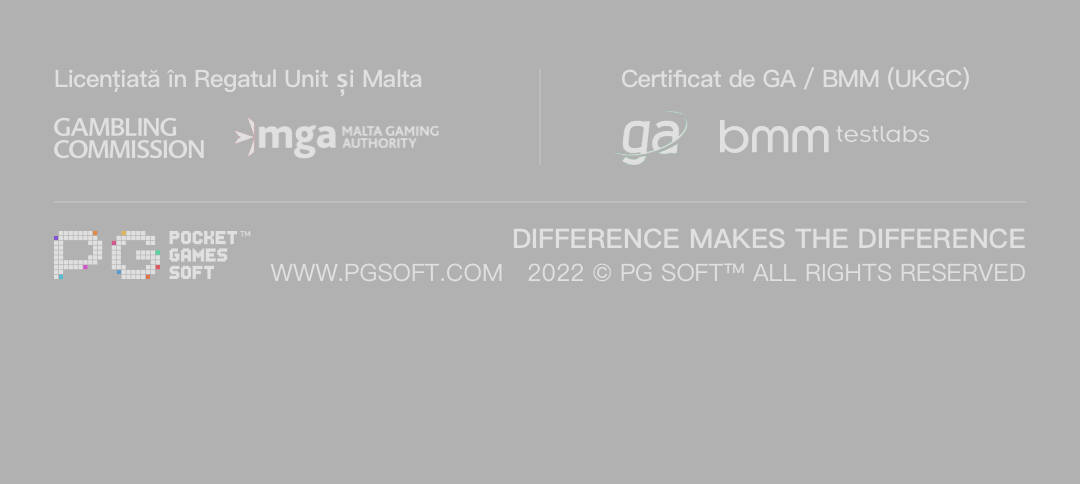 Licențiată în Regatul Unit și Malta
GAMBLING
COMMISSION
mga MALTA GAMING
AUTHORITY
Certificat de GA / BMM (UKGC)
ga
bmm testlabs
PG POCKET™
GAMES
SOFT
DIFFERENCE MAKES THE DIFFERENCE
WWW.PGSOFT.COM 2022 © PG SOFT™ ALL RIGHTS RESERVED